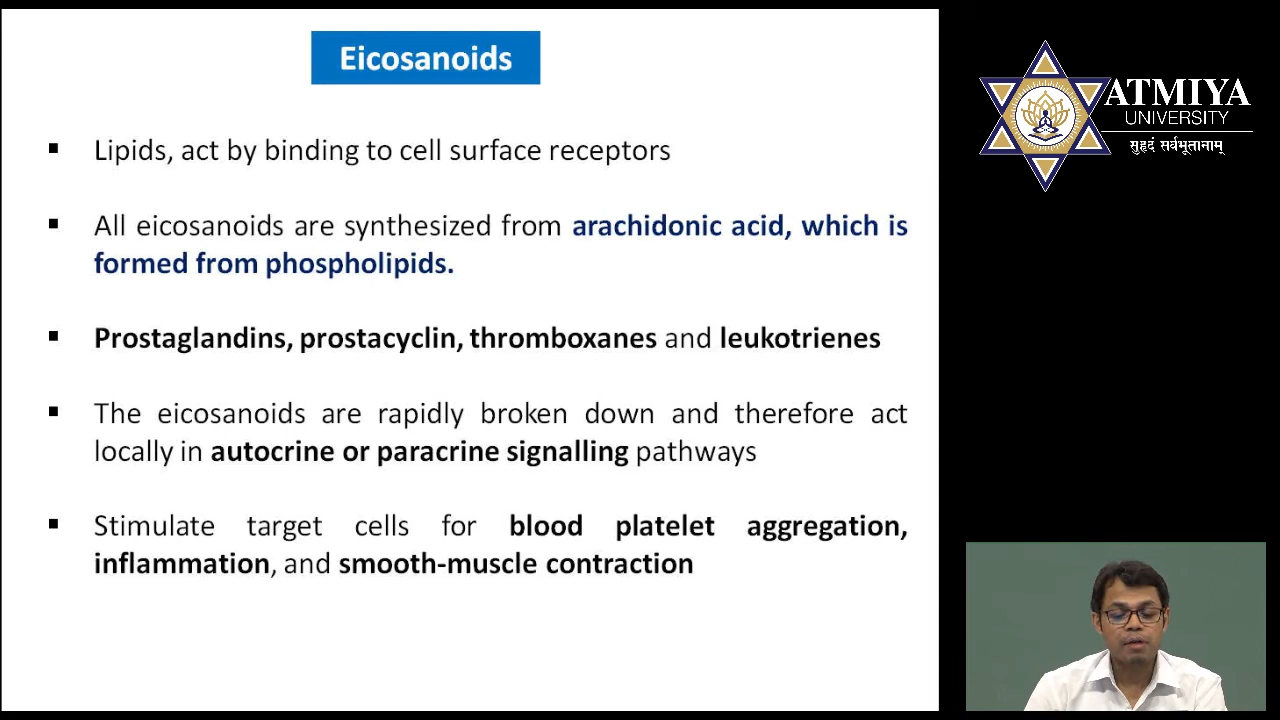 Eicosanoids
▪ Lipids, act by binding to cell surface receptors
▪ All eicosanoids are synthesized from arachidonic acid, which is
formed from phospholipids.
▪ Prostaglandins, prostacyclin, thromboxanes and leukotrienes
▪ The eicosanoids are rapidly broken down and therefore act
locally in autocrine or paracrine signalling pathways
▪ Stimulate target cells for blood platelet aggregation,
inflammation, and smooth-muscle contraction
ATMIYA
UNIVERSITY
सुहृदं सर्वभूतानाम्